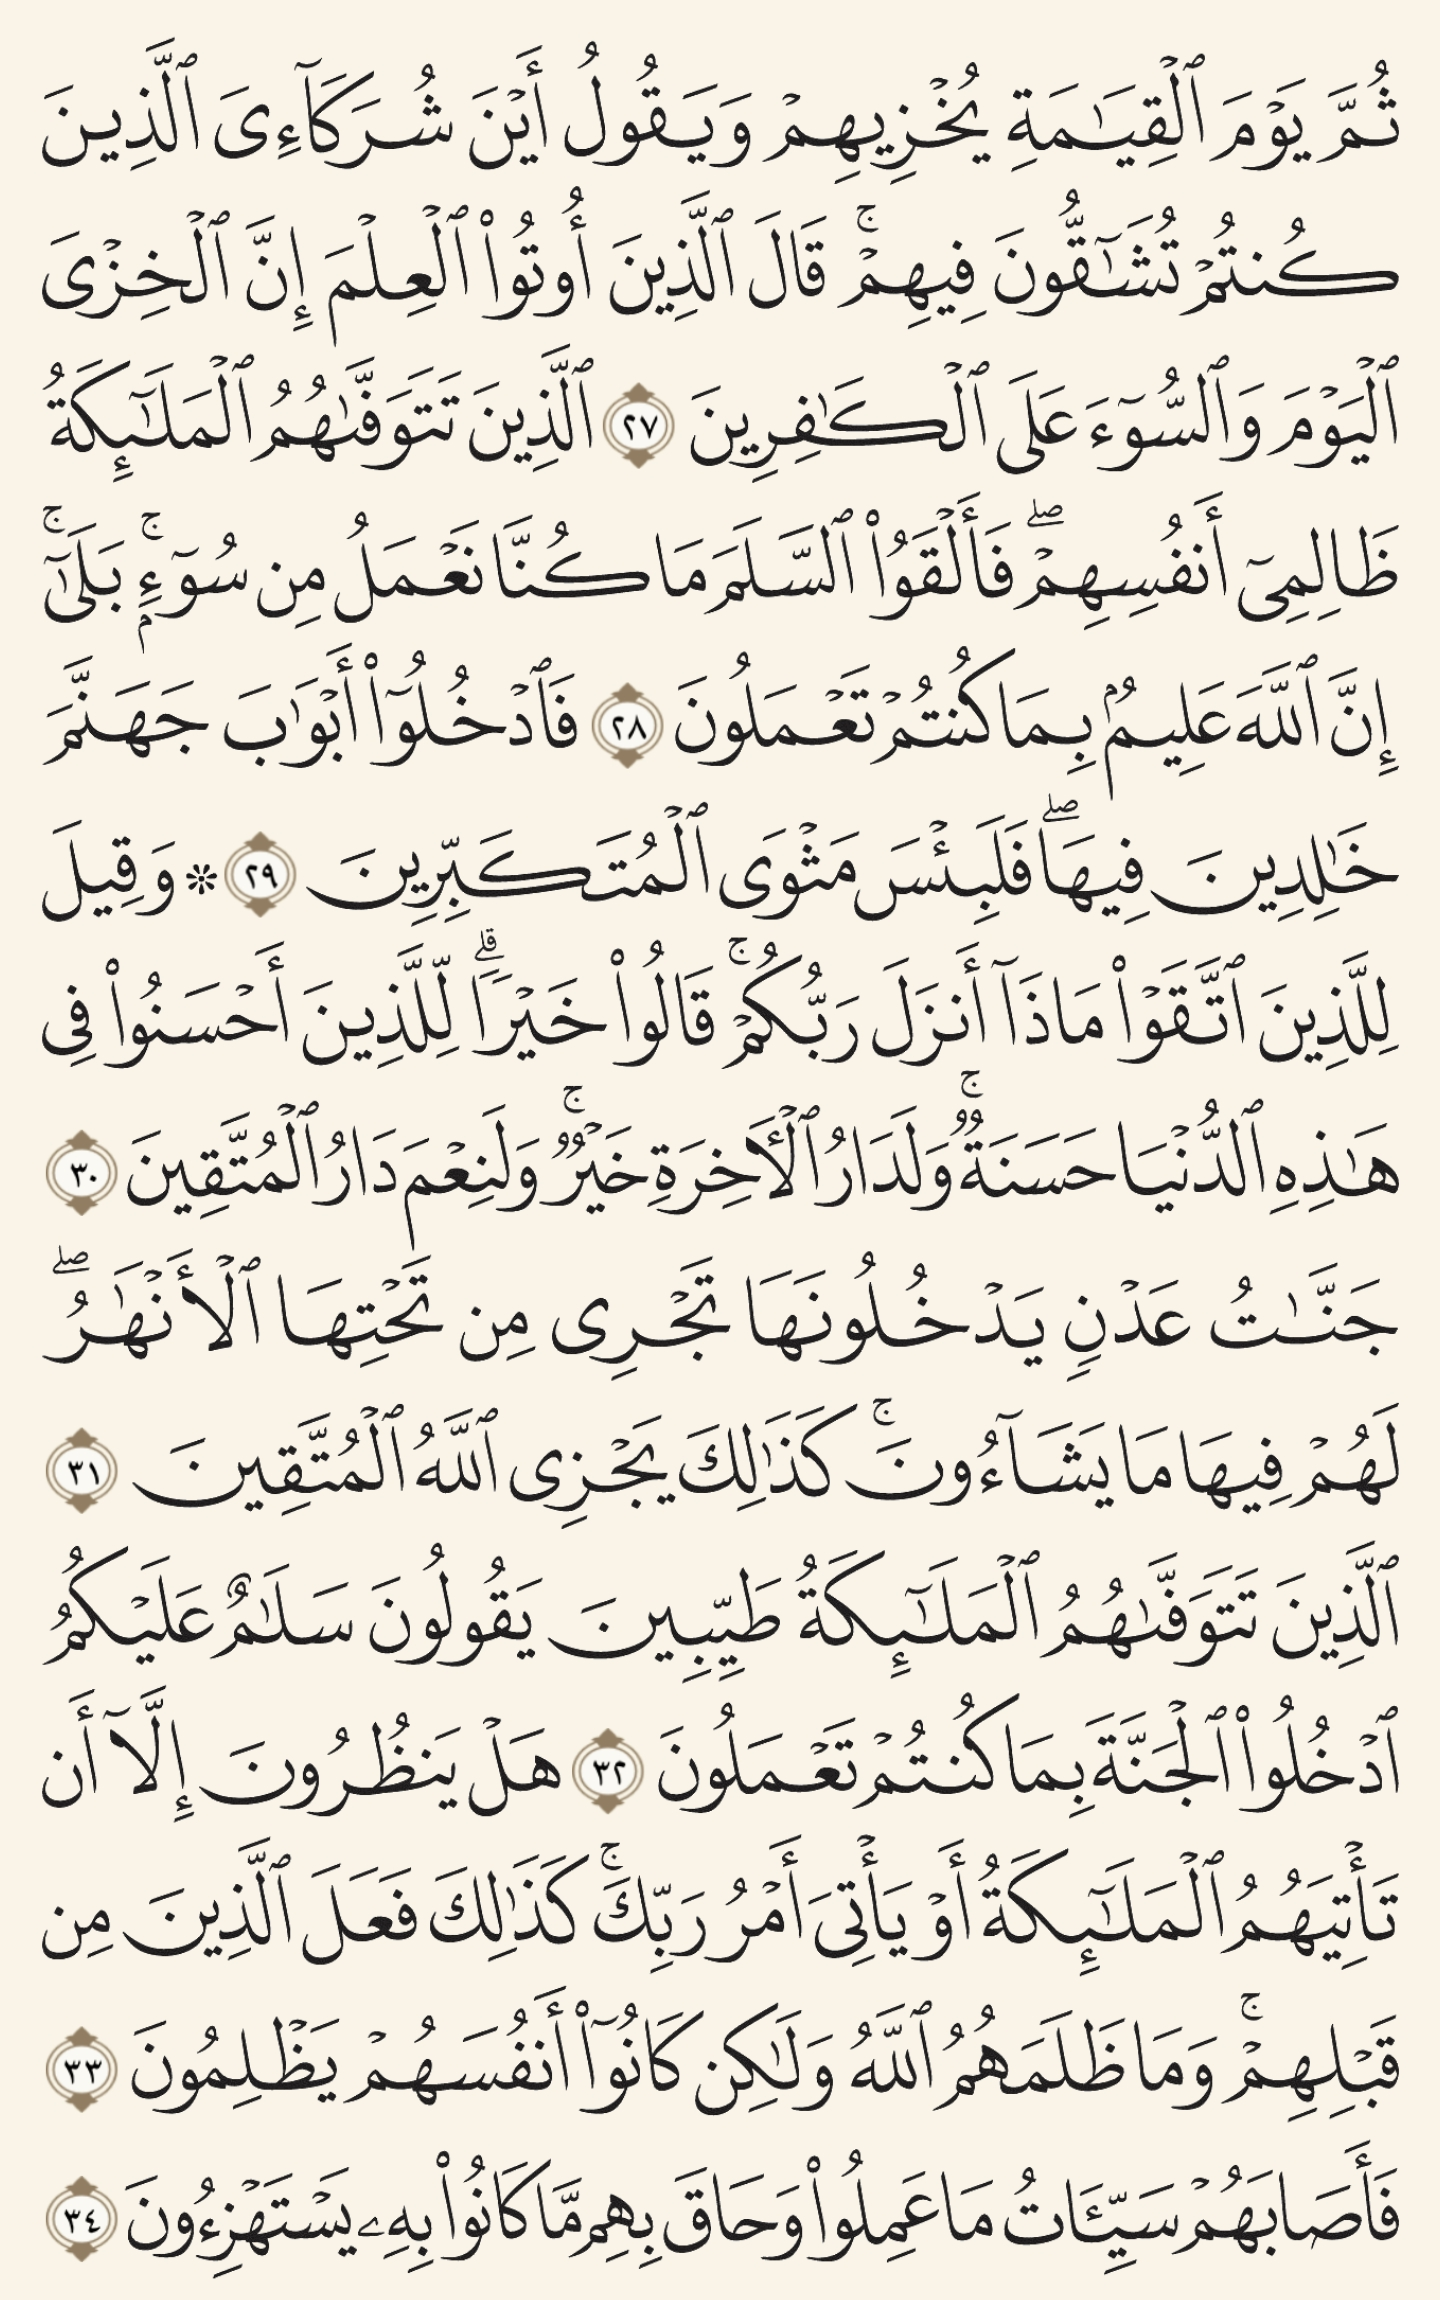 ثُمَّ يَوْمَ ٱلْقِيَـٰمَةِ يُخْزِيهِمْ وَيَقُولُ أَيْنَ شُرَكَآءِىَ ٱلَّذِينَ
كُنتُمْ تُشَـٰٓقُّونَ فِيهِمْ ۚ قَالَ ٱلَّذِينَ أُوتُوا۟ ٱلْعِلْمَ إِنَّ ٱلْخِزْىَ
ٱلْيَوْمَ وَٱلسُّوٓءَ عَلَى ٱلْكَـٰفِرِينَ ٢٧ ٱلَّذِينَ تَتَوَفَّىٰهُمُ ٱلْمَلَـٰٓئِكَةُ
ظَالِمِىٓ أَنفُسِهِمْ ۖ فَأَلْقَوُا۟ ٱلسَّلَمَ مَا كُنَّا نَعْمَلُ مِن سُوٓءٍۭ ۚ بَلَىٰٓ ۚ
إِنَّ ٱللَّهَ عَلِيمٌۢ بِمَا كُنتُمْ تَعْمَلُونَ ٢٨ فَٱدْخُلُوٓا۟ أَبْوَٰبَ جَهَنَّمَ
خَـٰلِدِينَ فِيهَا ۖ فَلَبِئْسَ مَثْوَى ٱلْمُتَكَبِّرِينَ ٢٩ ۞ وَقِيلَ
لِلَّذِينَ ٱتَّقَوْا۟ مَاذَآ أَنزَلَ رَبُّكُمْ ۚ قَالُوا۟ خَيْرًا ۗ لِّلَّذِينَ أَحْسَنُوا۟ فِى
هَـٰذِهِ ٱلدُّنْيَا حَسَنَةٌ ۚ وَلَدَارُ ٱلْـَٔاخِرَةِ خَيْرٌ ۚ وَلَنِعْمَ دَارُ ٱلْمُتَّقِينَ ٣٠
جَنَّـٰتُ عَدْنٍ يَدْخُلُونَهَا تَجْرِى مِن تَحْتِهَا ٱلْأَنْهَـٰرُ ۖ
لَهُمْ فِيهَا مَا يَشَآءُونَ ۚ كَذَٰلِكَ يَجْزِى ٱللَّهُ ٱلْمُتَّقِينَ ٣١
ٱلَّذِينَ تَتَوَفَّىٰهُمُ ٱلْمَلَـٰٓئِكَةُ طَيِّبِينَ يَقُولُونَ سَلَـٰمٌ عَلَيْكُمُ
ٱدْخُلُوا۟ ٱلْجَنَّةَ بِمَا كُنتُمْ تَعْمَلُونَ ٣٢ هَلْ يَنظُرُونَ إِلَّآ أَن
تَأْتِيَهُمُ ٱلْمَلَـٰٓئِكَةُ أَوْ يَأْتِىَ أَمْرُ رَبِّكَ ۚ كَذَٰلِكَ فَعَلَ ٱلَّذِينَ مِن
قَبْلِهِمْ ۚ وَمَا ظَلَمَهُمُ ٱللَّهُ وَلَـٰكِن كَانُوٓا۟ أَنفُسَهُمْ يَظْلِمُونَ ٣٣
فَأَصَابَهُمْ سَيِّـَٔاتُ مَا عَمِلُوا۟ وَحَاقَ بِهِم مَّا كَانُوا۟ بِهِۦ يَسْتَهْزِءُونَ ٣٤